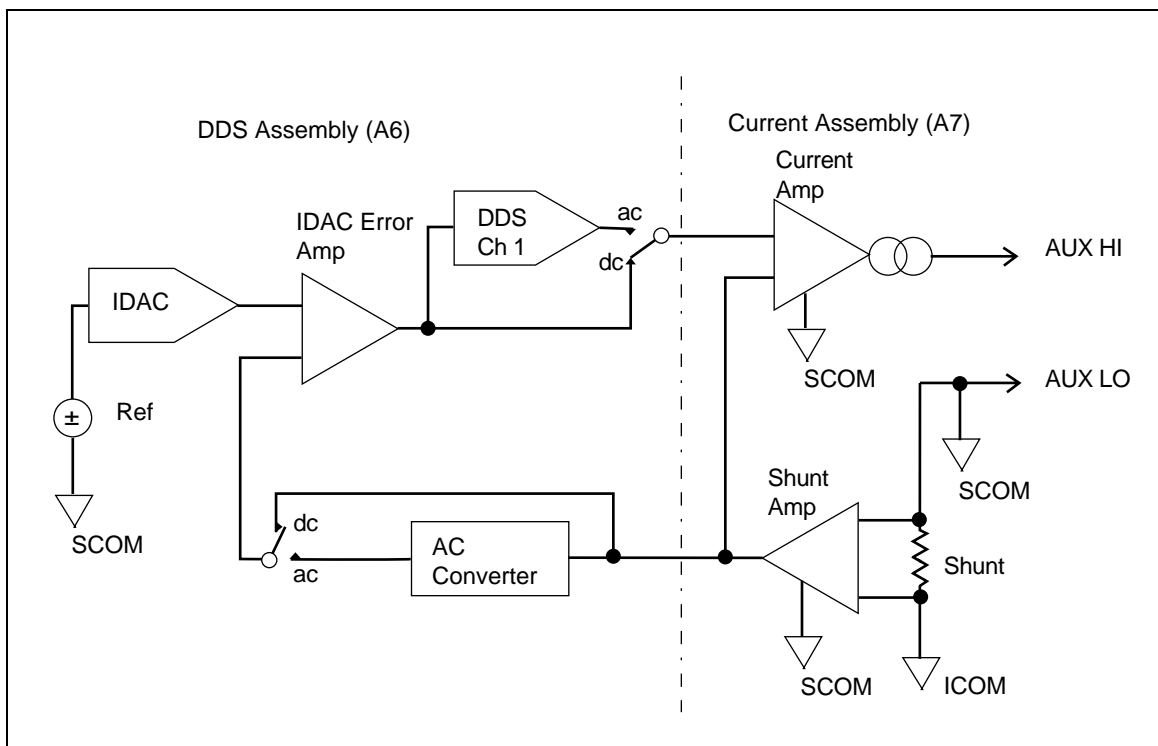 DDS Assembly (A6)
Current Assembly (A7)
Current
Amp
IDAC Error
Amp
DDS
Ch 1
ac
dc
AUX HI
IDAC
SCOM
AUX LO
±
Ref
SCOM
Shunt
Amp
SCOM
dc
ac
AC
Converter
Shunt
SCOM
ICOM